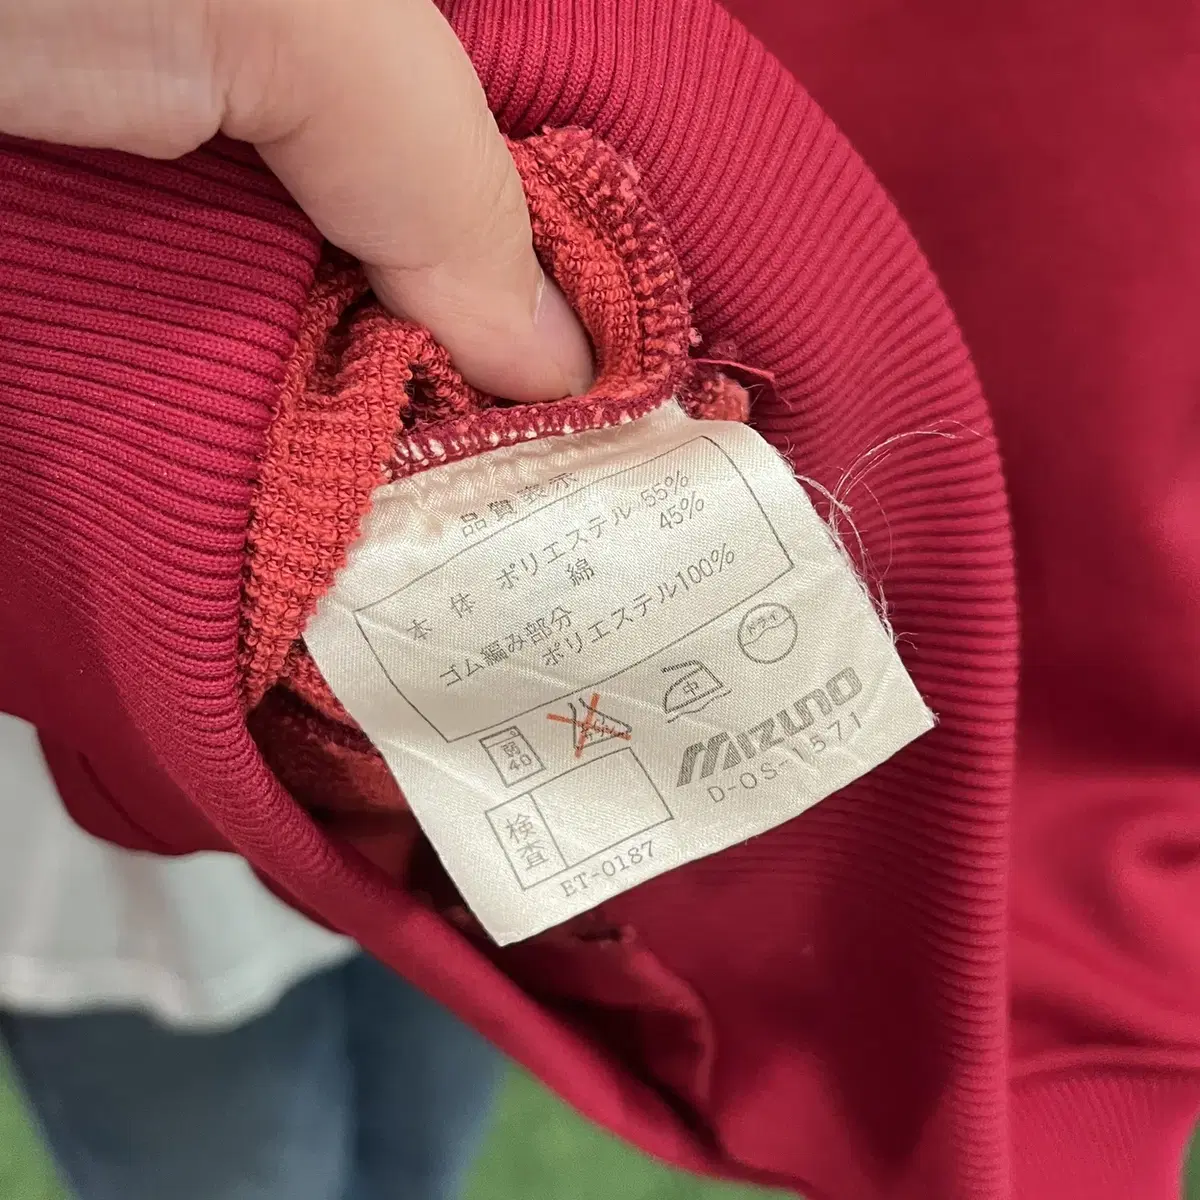 品質表示
本体 ポリエステル 55%
綿 45%
ゴム編み部分
ポリエステル100%
弱
40
中
ドライ
MIZUNO
D-OS-1571
検査
ET-0187